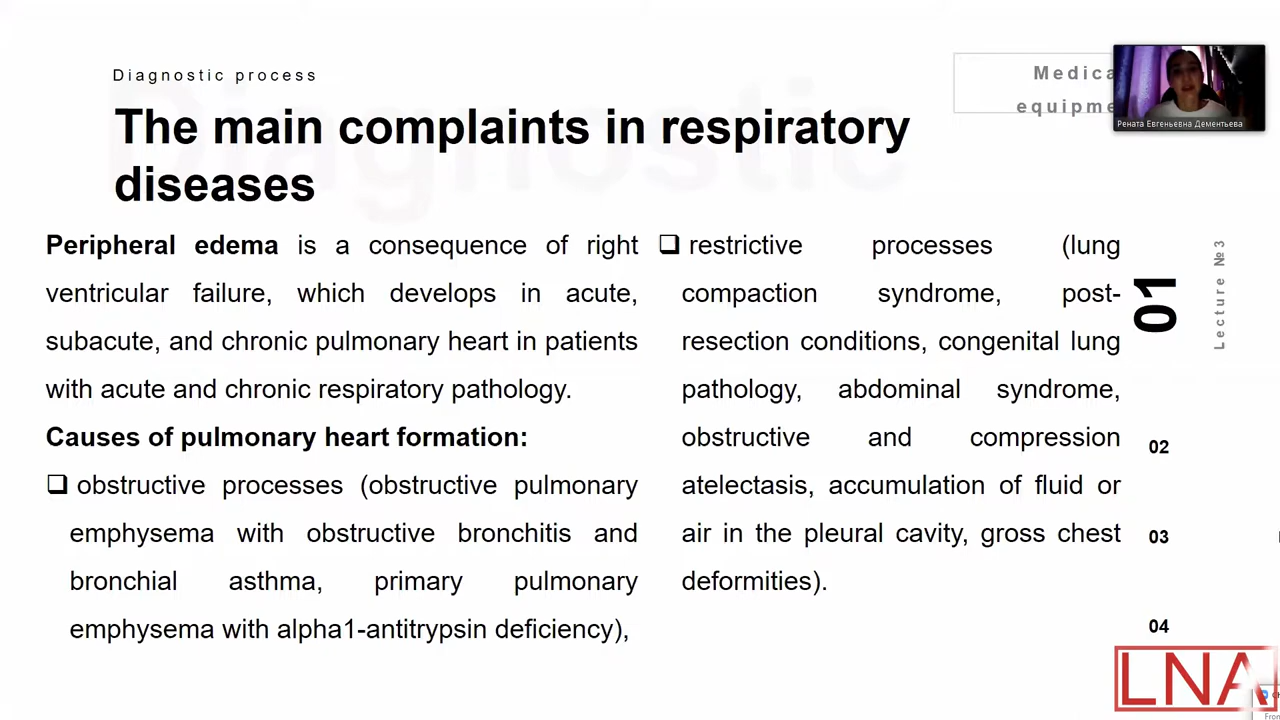 Diagnostic process
The main complaints in respiratory
diseases
Medica
equipme
Рената Евгеньевна Дементьева
Peripheral edema is a consequence of right
ventricular failure, which develops in acute,
subacute, and chronic pulmonary heart in patients
with acute and chronic respiratory pathology.
Causes of pulmonary heart formation:
obstructive processes (obstructive pulmonary
emphysema with obstructive bronchitis and
bronchial asthma, primary pulmonary
emphysema with alpha1-antitrypsin deficiency),
restrictive processes (lung
compaction syndrome, post-
resection conditions, congenital lung
pathology, abdominal syndrome,
obstructive and compression
atelectasis, accumulation of fluid or
air in the pleural cavity, gross chest
deformities).
01
Lecture №3
02
03
04
LNA